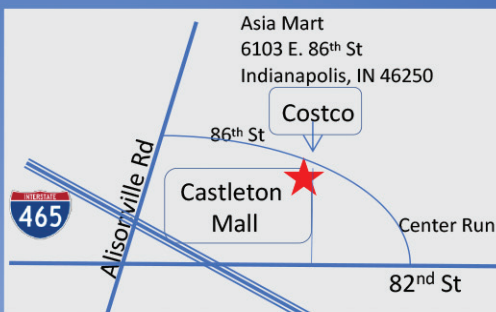 Asia Mart
6103 E. 86th St
Indianapolis, IN 46250
Costco
86th St
Alisonville Rd
Castleton
Mall
INTERSTATE
465
Center Run
82nd St